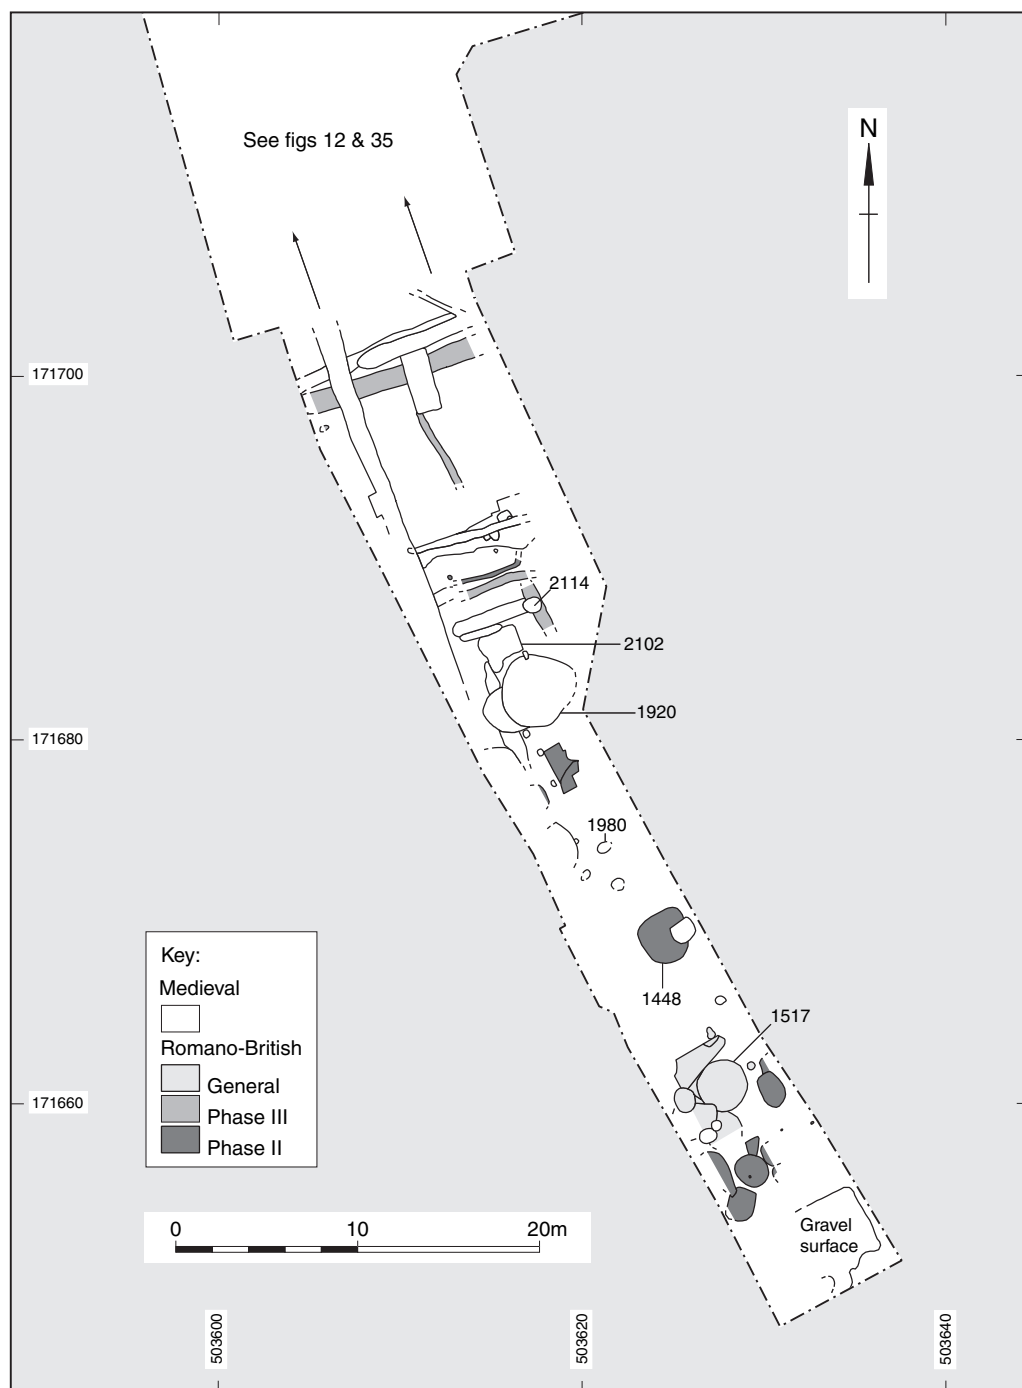 See figs 12 & 35
N
171700
2114
2102
1920
171680
1980
1448
1517
171660
Key:
Medieval
Romano-British
General
Phase III
Phase II
0 10 20m
Gravel
surface
503600
503620
503640